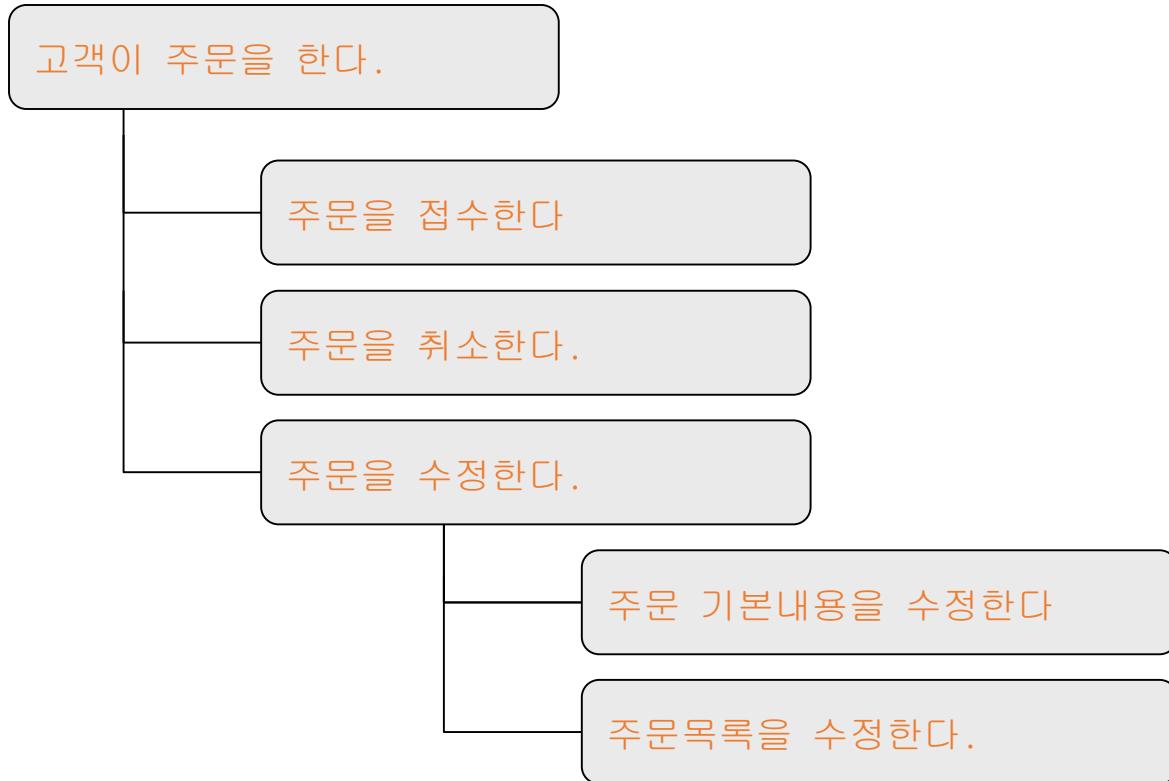 고객이 주문을 한다.
주문을 접수한다
주문을 취소한다.
주문을 수정한다.
주문 기본내용을 수정한다
주문목록을 수정한다.